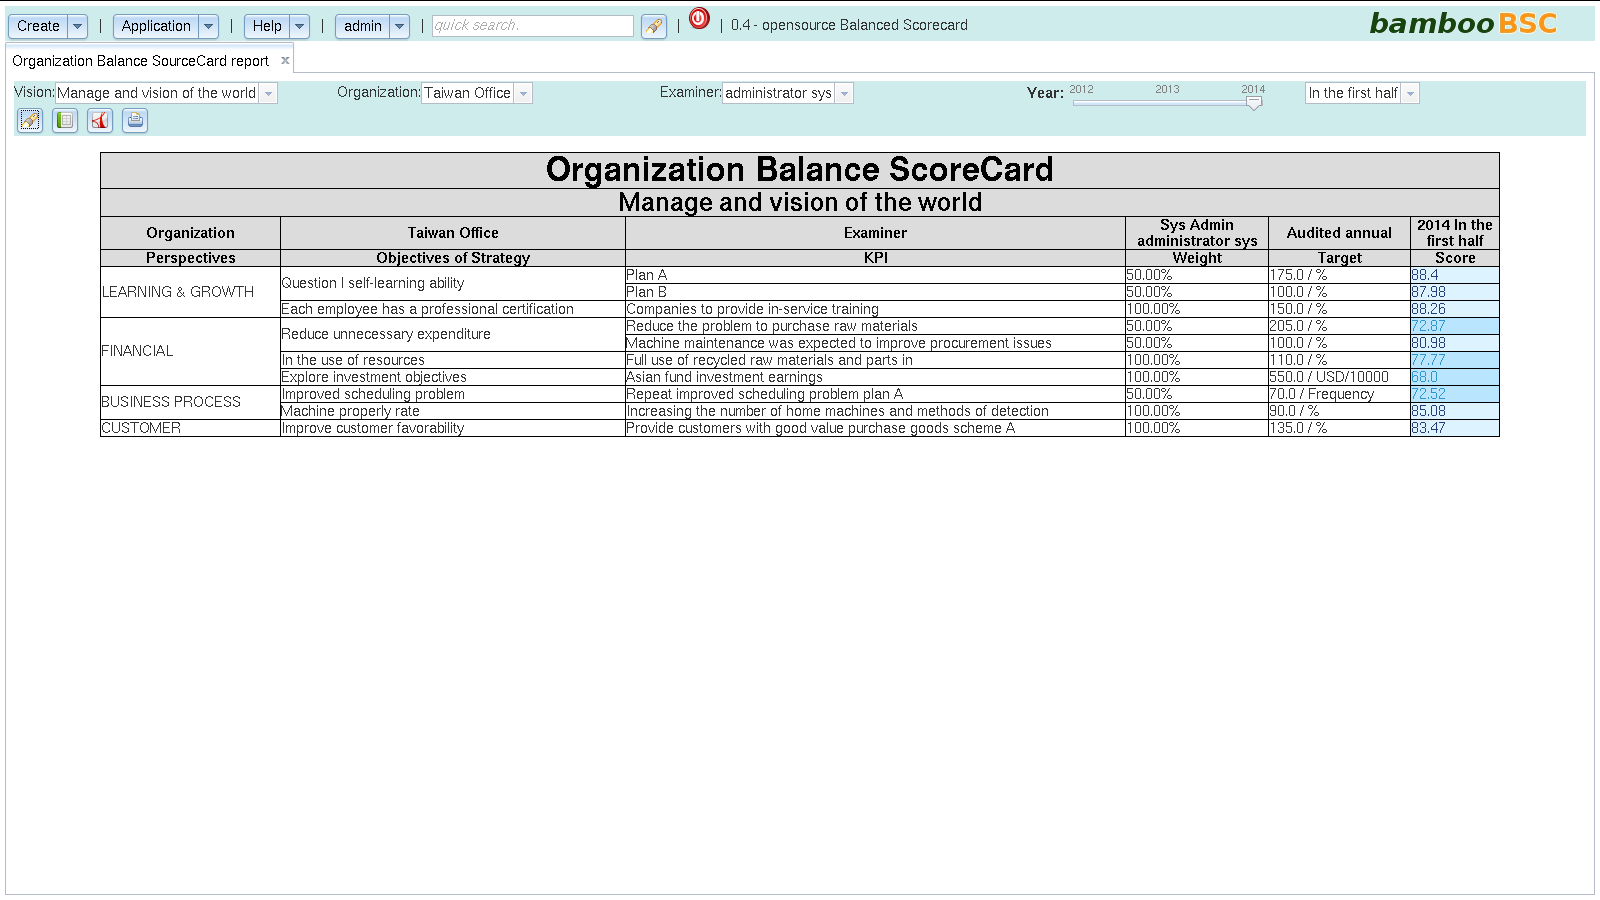 Create | Application | Help | admin | quick search. | 0.4 - opensource Balanced Scorecard bambooBSC
Organization Balance SourceCard report x
Vision: Manage and vision of the world Organization: Taiwan Office Examiner: administrator sys Year: 2012 2013 2014 In the first half
Organization Balance ScoreCard
Manage and vision of the world
Organization Taiwan Office Examiner Sys Admin administrator sys Audited annual 2014 In the first half
Perspectives Objectives of Strategy KPI Weight Target Score
LEARNING & GROWTH Question I self-learning ability Plan A 50.00% 175.0 / % 88.4
Plan B 50.00% 100.0 / % 87.98
Each employee has a professional certification Companies to provide in-service training 100.00% 150.0 / % 88.26
FINANCIAL Reduce unnecessary expenditure Reduce the problem to purchase raw materials 50.00% 205.0 / % 72.87
Machine maintenance was expected to improve procurement issues 50.00% 100.0 / % 80.98
In the use of resources Full use of recycled raw materials and parts in 100.00% 110.0 / % 77.77
Explore investment objectives Asian fund investment earnings 100.00% 550.0 / USD/10000 68.0
BUSINESS PROCESS Improved scheduling problem Repeat improved scheduling problem plan A 50.00% 70.0 / Frequency 72.52
Machine properly rate Increasing the number of home machines and methods of detection 100.00% 90.0 / % 85.08
CUSTOMER Improve customer favorability Provide customers with good value purchase goods scheme A 100.00% 135.0 / % 83.47